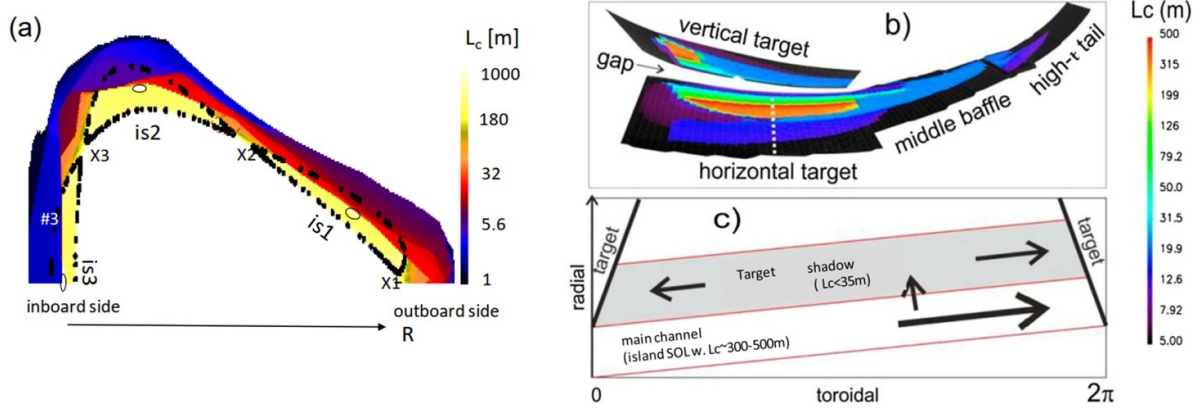 (a)
L_c [m]
1000
180
32
5.6
1
is2
X3
X2
#3
is1
is3
X1
inboard side
outboard side
R
b)
vertical target
gap
horizontal target
middle baffle
high-τ tail
Lc (m)
500
315
199
126
79.2
50.0
31.5
19.9
12.6
7.92
5.00
c)
radial
target
target
Target shadow
( Lc<35m)
main channel
(island SOL w. Lc~300-500m)
0
toroidal
2π